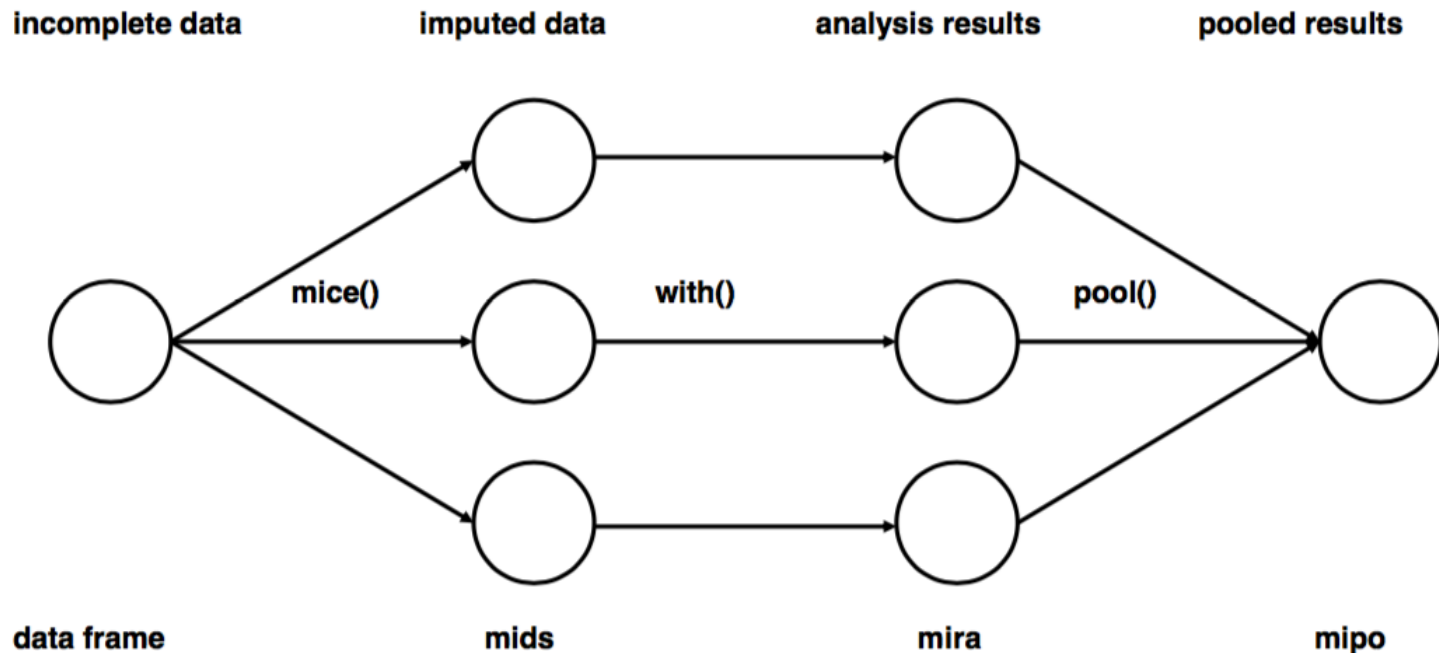 incomplete data imputed data analysis results pooled results
mice() with() pool()
data frame mids mira mipo